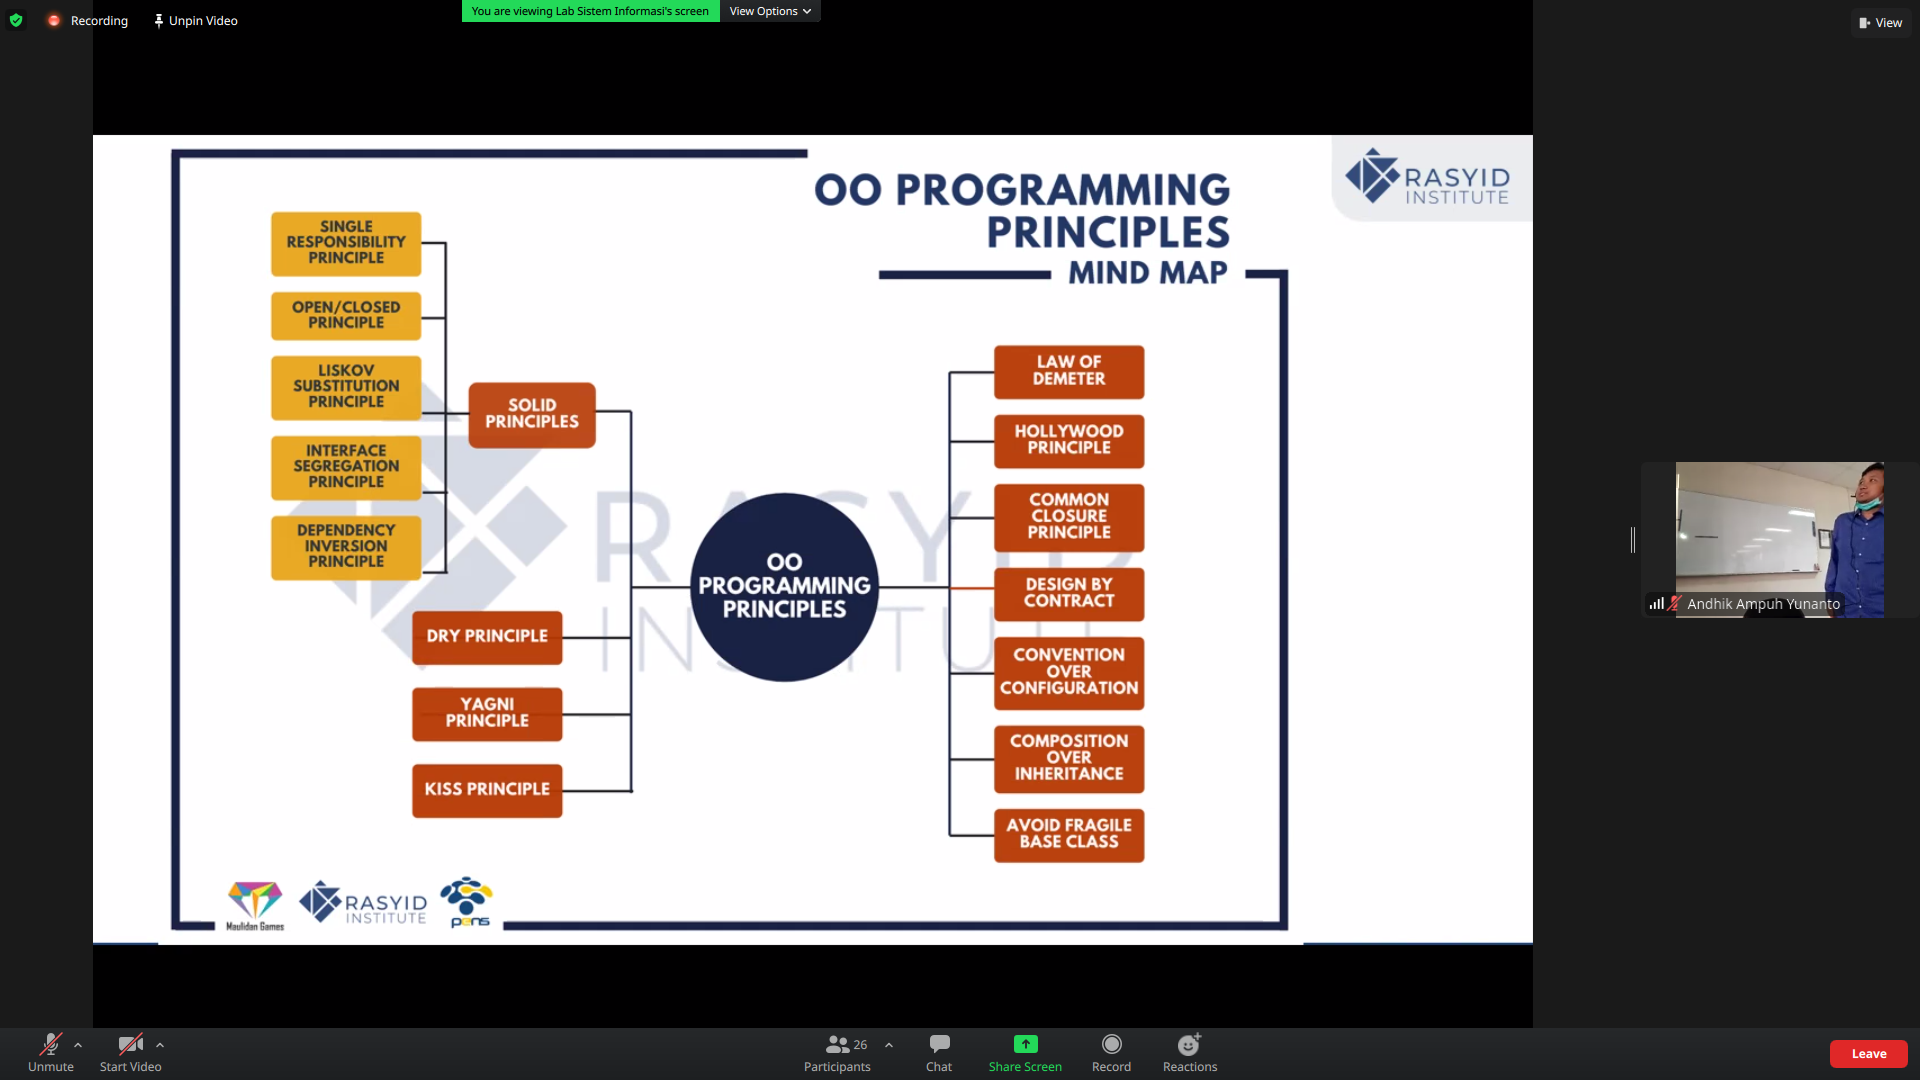 Recording
Unpin Video
You are viewing Lab Sistem Informasi's screen
View Options
View
OO PROGRAMMING
PRINCIPLES
MIND MAP
RASYID
INSTITUTE
SINGLE
RESPONSIBILITY
PRINCIPLE
OPEN/CLOSED
PRINCIPLE
LISKOV
SUBSTITUTION
PRINCIPLE
INTERFACE
SEGREGATION
PRINCIPLE
DEPENDENCY
INVERSION
PRINCIPLE
SOLID
PRINCIPLES
DRY PRINCIPLE
YAGNI
PRINCIPLE
KISS PRINCIPLE
RASYID
INSTITUTE
OO
PROGRAMMING
PRINCIPLES
LAW OF
DEMETER
HOLLYWOOD
PRINCIPLE
COMMON
CLOSURE
PRINCIPLE
DESIGN BY
CONTRACT
CONVENTION
OVER
CONFIGURATION
COMPOSITION
OVER
INHERITANCE
AVOID FRAGILE
BASE CLASS
Maulidan Games
RASYID
INSTITUTE
pens
Andhik Ampuh Yunanto
Unmute
Start Video
26
Participants
Chat
Share Screen
Record
Reactions
Leave